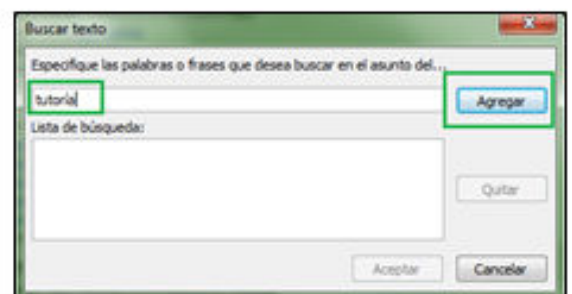 Buscar texto
Especifique las palabras o frases que desea buscar en el asunto del...
tutoria
Agregar
Lista de búsqueda:
Quitar
Aceptar
Cancelar